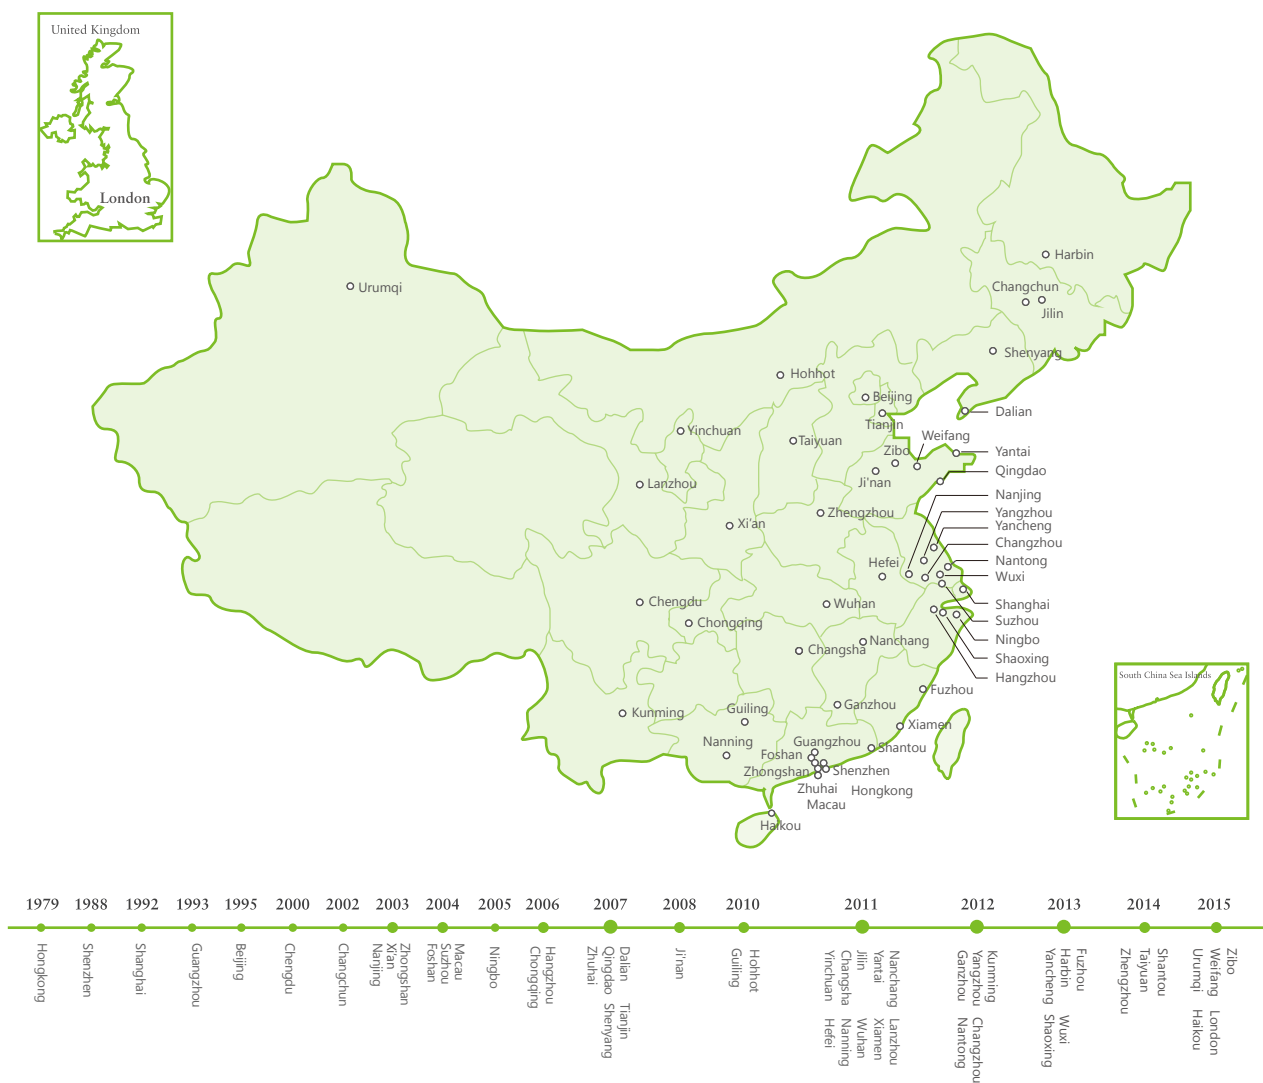 United Kingdom
London
Harbin
Changchun
Jilin
Urumqi
Shenyang
Hohhot
Beijing
Tianjin
Dalian
Yinchuan
Taiyuan
Weifang
Zibo
Yantai
Ji'nan
Qingdao
Lanzhou
Nanjing
Zhengzhou
Yangzhou
Xi'an
Yancheng
Changzhou
Hefei
Nantong
Wuxi
Chengdu
Wuhan
Shanghai
Chongqing
Suzhou
Nanchang
Ningbo
Changsha
Shaoxing
Hangzhou
South China Sea Islands
Fuzhou
Kunming
Guiling
Ganzhou
Xiamen
Nanning
Guangzhou
Shantou
Foshan
Zhongshan
Shenzhen
Zhuhai
Hongkong
Macau
Haikou
1979 1988 1992 1993 1995 2000 2002 2003 2004 2005 2006 2007 2008 2010 2011 2012 2013 2014 2015
Hongkong
Shenzhen
Shanghai
Guangzhou
Beijing
Chengdu
Changchun
Zhongshan
Xi'an
Nanjing
Macau
Suzhou
Foshan
Ningbo
Hangzhou
Chongqing
Dalian Tianjin
Qingdao Shenyang
Zhuhai
Ji'nan
Hohhot
Guiling
Nanchang Lanzhou
Yantai Xiamen
Jilin Wuhan
Changsha Nanning
Yinchuan Hefei
Kunming
Yangzhou Changzhou
Ganzhou Nantong
Fuzhou
Harbin Wuxi
Yancheng Shaoxing
Shantou
Taiyuan
Zhengzhou
Zibo
Weifang London
Urumqi Haikou